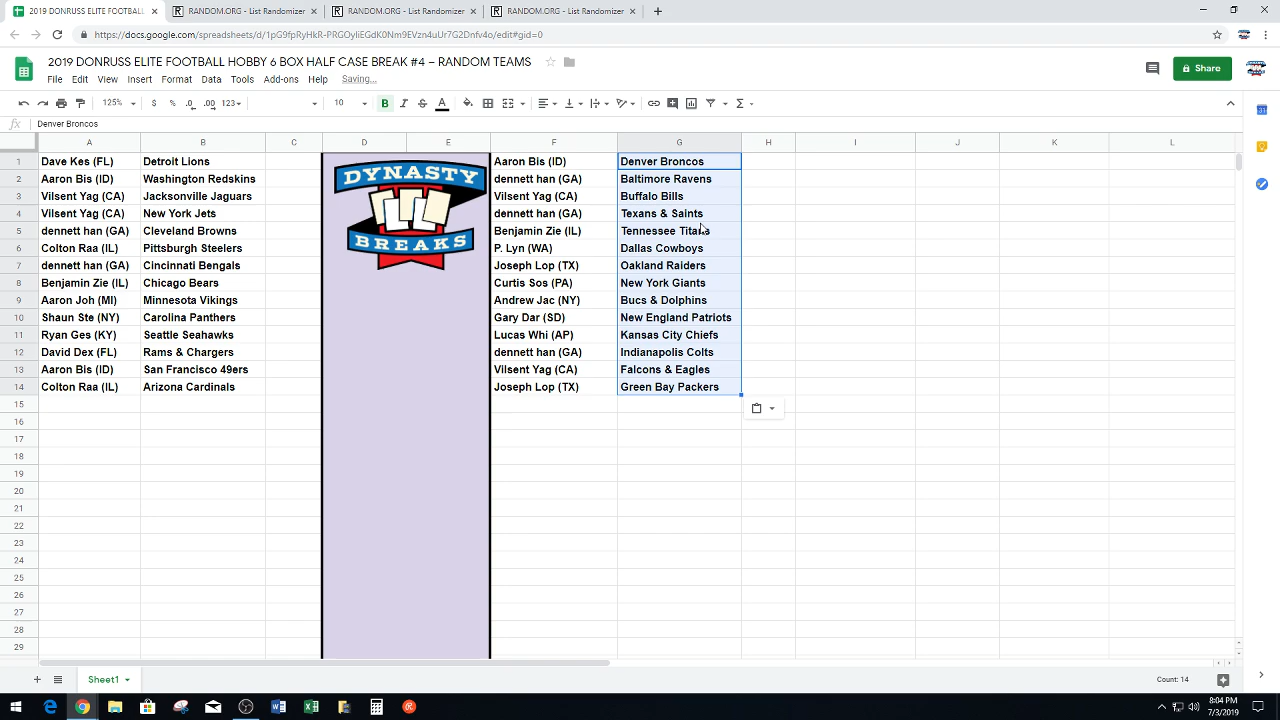 2019 DONRUSS ELITE FOOTBALL
RANDOM.ORG - List Randomizer
RANDOM.ORG - List Randomizer
RANDOM.ORG - List Randomizer
https://docs.google.com/spreadsheets/d/
/edit#gid=0
2019 DONRUSS ELITE FOOTBALL HOBBY 6 BOX HALF CASE BREAK #4 – RANDOM TEAMS
File Edit View Insert Format Data Tools Add-ons Help Saving...
Share
125% $ % .0 .00 123 10 B I S A
fx Denver Broncos
A B C D E F G H I J K L
1 Dave Kes (FL) Detroit Lions Aaron Bis (ID) Denver Broncos
2 Aaron Bis (ID) Washington Redskins dennett han (GA) Baltimore Ravens
3 Vilsent Yag (CA) Jacksonville Jaguars Vilsent Yag (CA) Buffalo Bills
4 Vilsent Yag (CA) New York Jets dennett han (GA) Texans & Saints
5 dennett han (GA) Cleveland Browns Benjamin Zie (IL) Tennessee Titans
6 Colton Raa (IL) Pittsburgh Steelers P. Lyn (WA) Dallas Cowboys
7 dennett han (GA) Cincinnati Bengals Joseph Lop (TX) Oakland Raiders
8 Benjamin Zie (IL) Chicago Bears Curtis Sos (PA) New York Giants
9 Aaron Joh (MI) Minnesota Vikings Andrew Jac (NY) Bucs & Dolphins
10 Shaun Ste (NY) Carolina Panthers Gary Dar (SD) New England Patriots
11 Ryan Ges (KY) Seattle Seahawks Lucas Whi (AP) Kansas City Chiefs
12 David Dex (FL) Rams & Chargers dennett han (GA) Indianapolis Colts
13 Aaron Bis (ID) San Francisco 49ers Vilsent Yag (CA) Falcons & Eagles
14 Colton Raa (IL) Arizona Cardinals Joseph Lop (TX) Green Bay Packers
DYNASTY
BREAKS
15
16
17
18
19
20
21
22
23
24
25
26
27
28
29
Sheet1
Count: 14
8:04 PM
7/3/2019